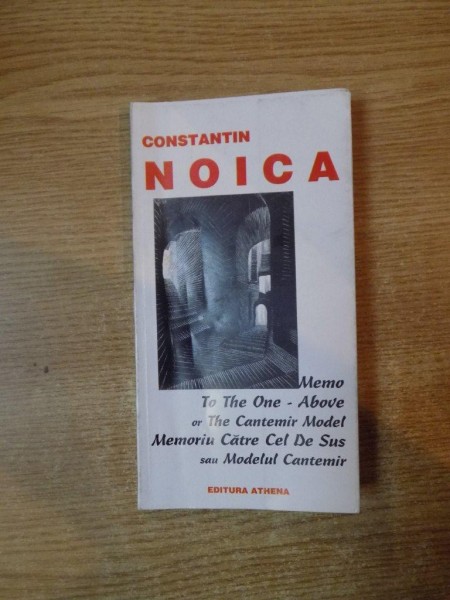 CONSTANTIN
NOICA
Memo
To The One - Above
or The Cantemir Model
Memoriu Către Cel De Sus
sau Modelul Cantemir
EDITURA ATHENA